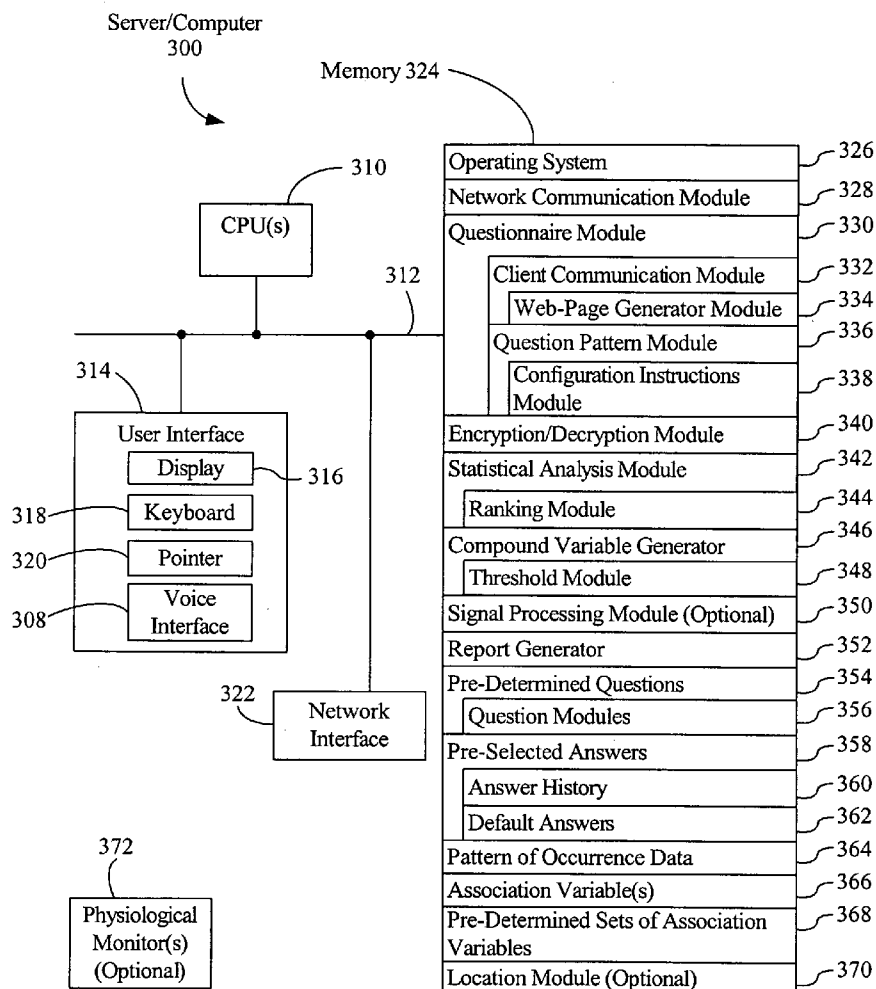 Server/Computer
300
Memory 324
310
CPU(s)
312
314
User Interface
Display
316
318
Keyboard
320
Pointer
308
Voice
Interface
322
Network
Interface
372
Physiological
Monitor(s)
(Optional)
Operating System
326
Network Communication Module
328
Questionnaire Module
330
Client Communication Module
332
Web-Page Generator Module
334
Question Pattern Module
336
Configuration Instructions
Module
338
Encryption/Decryption Module
340
Statistical Analysis Module
342
Ranking Module
344
Compound Variable Generator
346
Threshold Module
348
Signal Processing Module (Optional)
350
Report Generator
352
Pre-Determined Questions
354
Question Modules
356
Pre-Selected Answers
358
Answer History
360
Default Answers
362
Pattern of Occurrence Data
364
Association Variable(s)
366
Pre-Determined Sets of Association
Variables
368
Location Module (Optional)
370